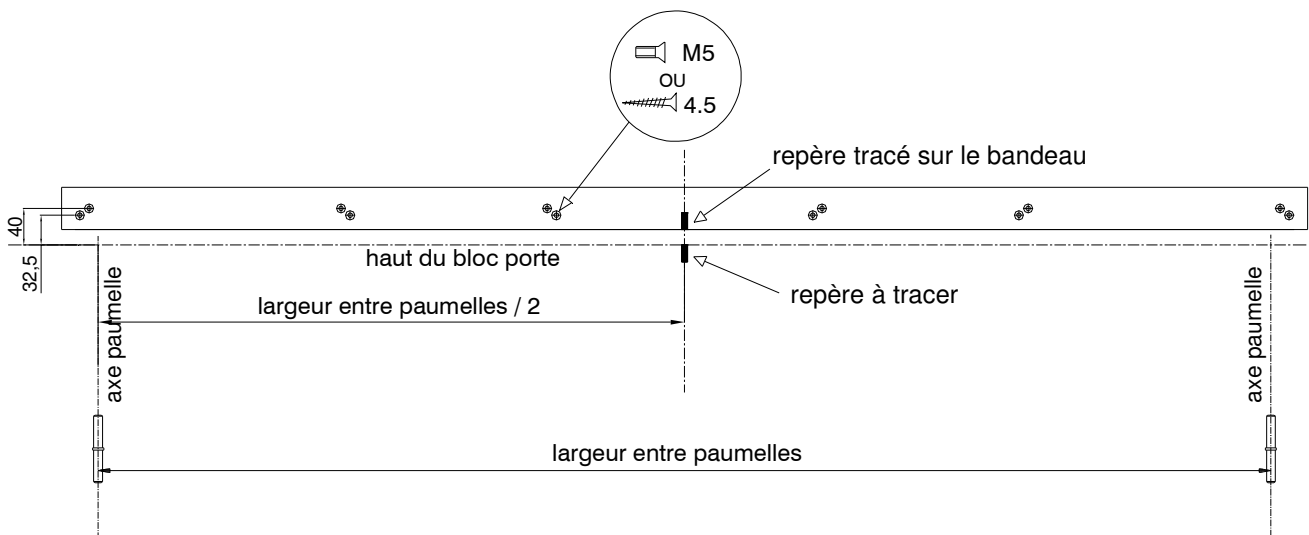 M5
OU
4.5
repère tracé sur le bandeau
40
32,5
haut du bloc porte
repère à tracer
largeur entre paumelles / 2
axe paumelle
axe paumelle
largeur entre paumelles